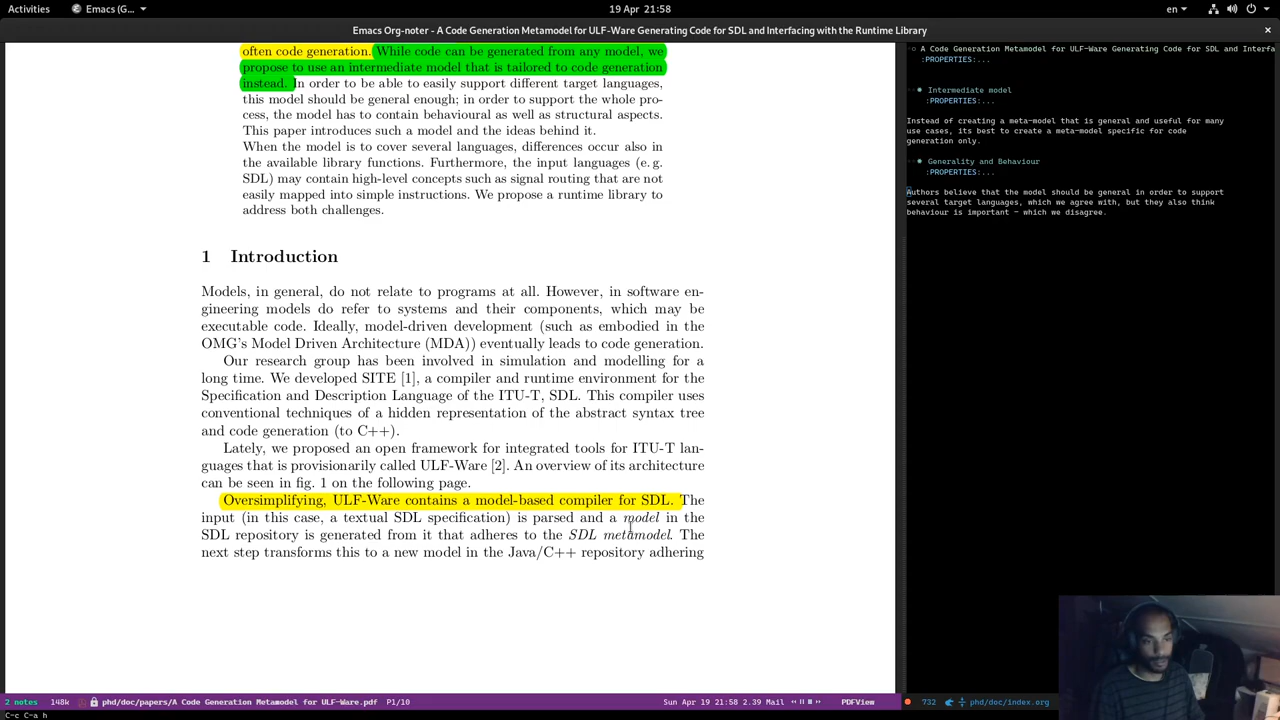 Activities
Emacs (G...
19 Apr 21:58
en
Emacs Org-noter - A Code Generation Metamodel for ULF-Ware Generating Code for SDL and Interfacing with the Runtime Library
often code generation. While code can be generated from any model, we
propose to use an intermediate model that is tailored to code generation
instead. In order to be able to easily support different target languages,
this model should be general enough; in order to support the whole pro-
cess, the model has to contain behavioural as well as structural aspects.
This paper introduces such a model and the ideas behind it.
When the model is to cover several languages, differences occur also in
the available library functions. Furthermore, the input languages (e. g.
SDL) may contain high-level concepts such as signal routing that are not
easily mapped into simple instructions. We propose a runtime library to
address both challenges.
1 Introduction
Models, in general, do not relate to programs at all. However, in software en-
gineering models do refer to systems and their components, which may be
executable code. Ideally, model-driven development (such as embodied in the
OMG's Model Driven Architecture (MDA)) eventually leads to code generation.
Our research group has been involved in simulation and modelling for a
long time. We developed SITE [1], a compiler and runtime environment for the
Specification and Description Language of the ITU-T, SDL. This compiler uses
conventional techniques of a hidden representation of the abstract syntax tree
and code generation (to C++).
Lately, we proposed an open framework for integrated tools for ITU-T lan-
guages that is provisionarily called ULF-Ware [2]. An overview of its architecture
can be seen in fig. 1 on the following page.
Oversimplifying, ULF-Ware contains a model-based compiler for SDL. The
input (in this case, a textual SDL specification) is parsed and a model in the
SDL repository is generated from it that adheres to the SDL metamodel. The
next step transforms this to a new model in the Java/C++ repository adhering
A Code Generation Metamodel for ULF-Ware Generating Code for SDL and Interfa
:PROPERTIES:...
Intermediate model
:PROPERTIES:...
Instead of creating a meta-model that is general and useful for many
use cases, its best to create a meta-model specific for code
generation only.
Generality and Behaviour
:PROPERTIES:...
Authors believe that the model should be general in order to support
several target languages, which we agree with, but they also think
behaviour is important - which we disagree.
2 notes 148k phd/doc/papers/A Code Generation Metamodel for ULF-Ware.pdf P1/10
Sun Apr 19 21:58 2.39 Mail PDFView
732 phd/doc/index.org
C-c C-a h